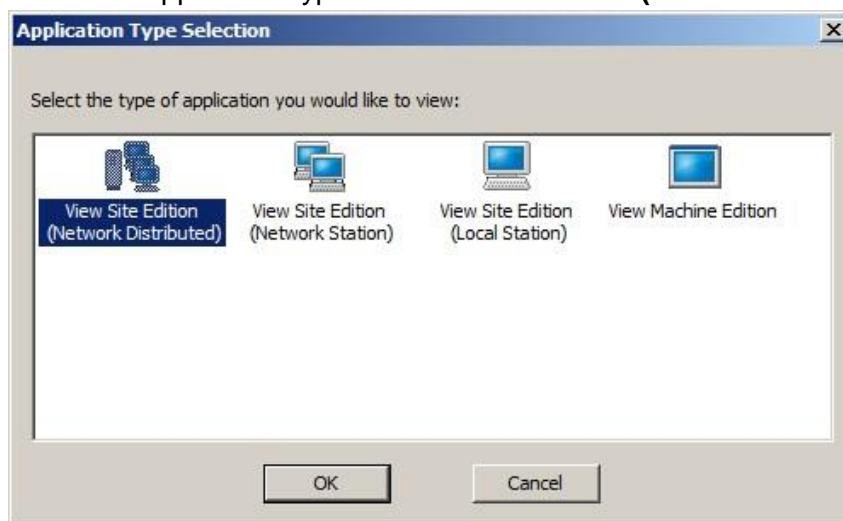 Application Type Selection
Select the type of application you would like to view:
View Site Edition
(Network Distributed)
View Site Edition
(Network Station)
View Site Edition
(Local Station)
View Machine Edition
OK
Cancel